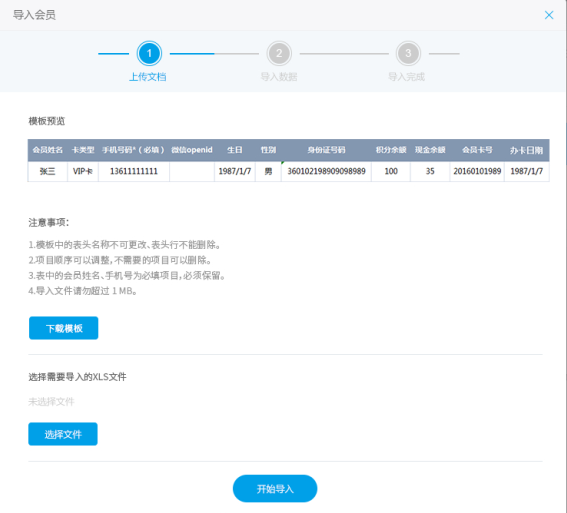 导入会员
1 2 3
上传文档 导入数据 导入完成
模板预览
会员姓名 卡类型 手机号码*(必填) 微信openid 生日 性别 身份证号码 积分余额 现金余额 会员卡号 办卡日期
张三 VIP卡 13611111111 1987/1/7 男 360102198909098989 100 35 20160101989 1987/1/7
注意事项:
1.模板中的表头名称不可更改、表头行不能删除。
2.项目顺序可以调整,不需要的项目可以删除。
3.表中的会员姓名、手机号为必填项目,必须保留。
4.导入文件请勿超过 1 MB。
下载模板
选择需要导入的XLS文件
未选择文件
选择文件
开始导入